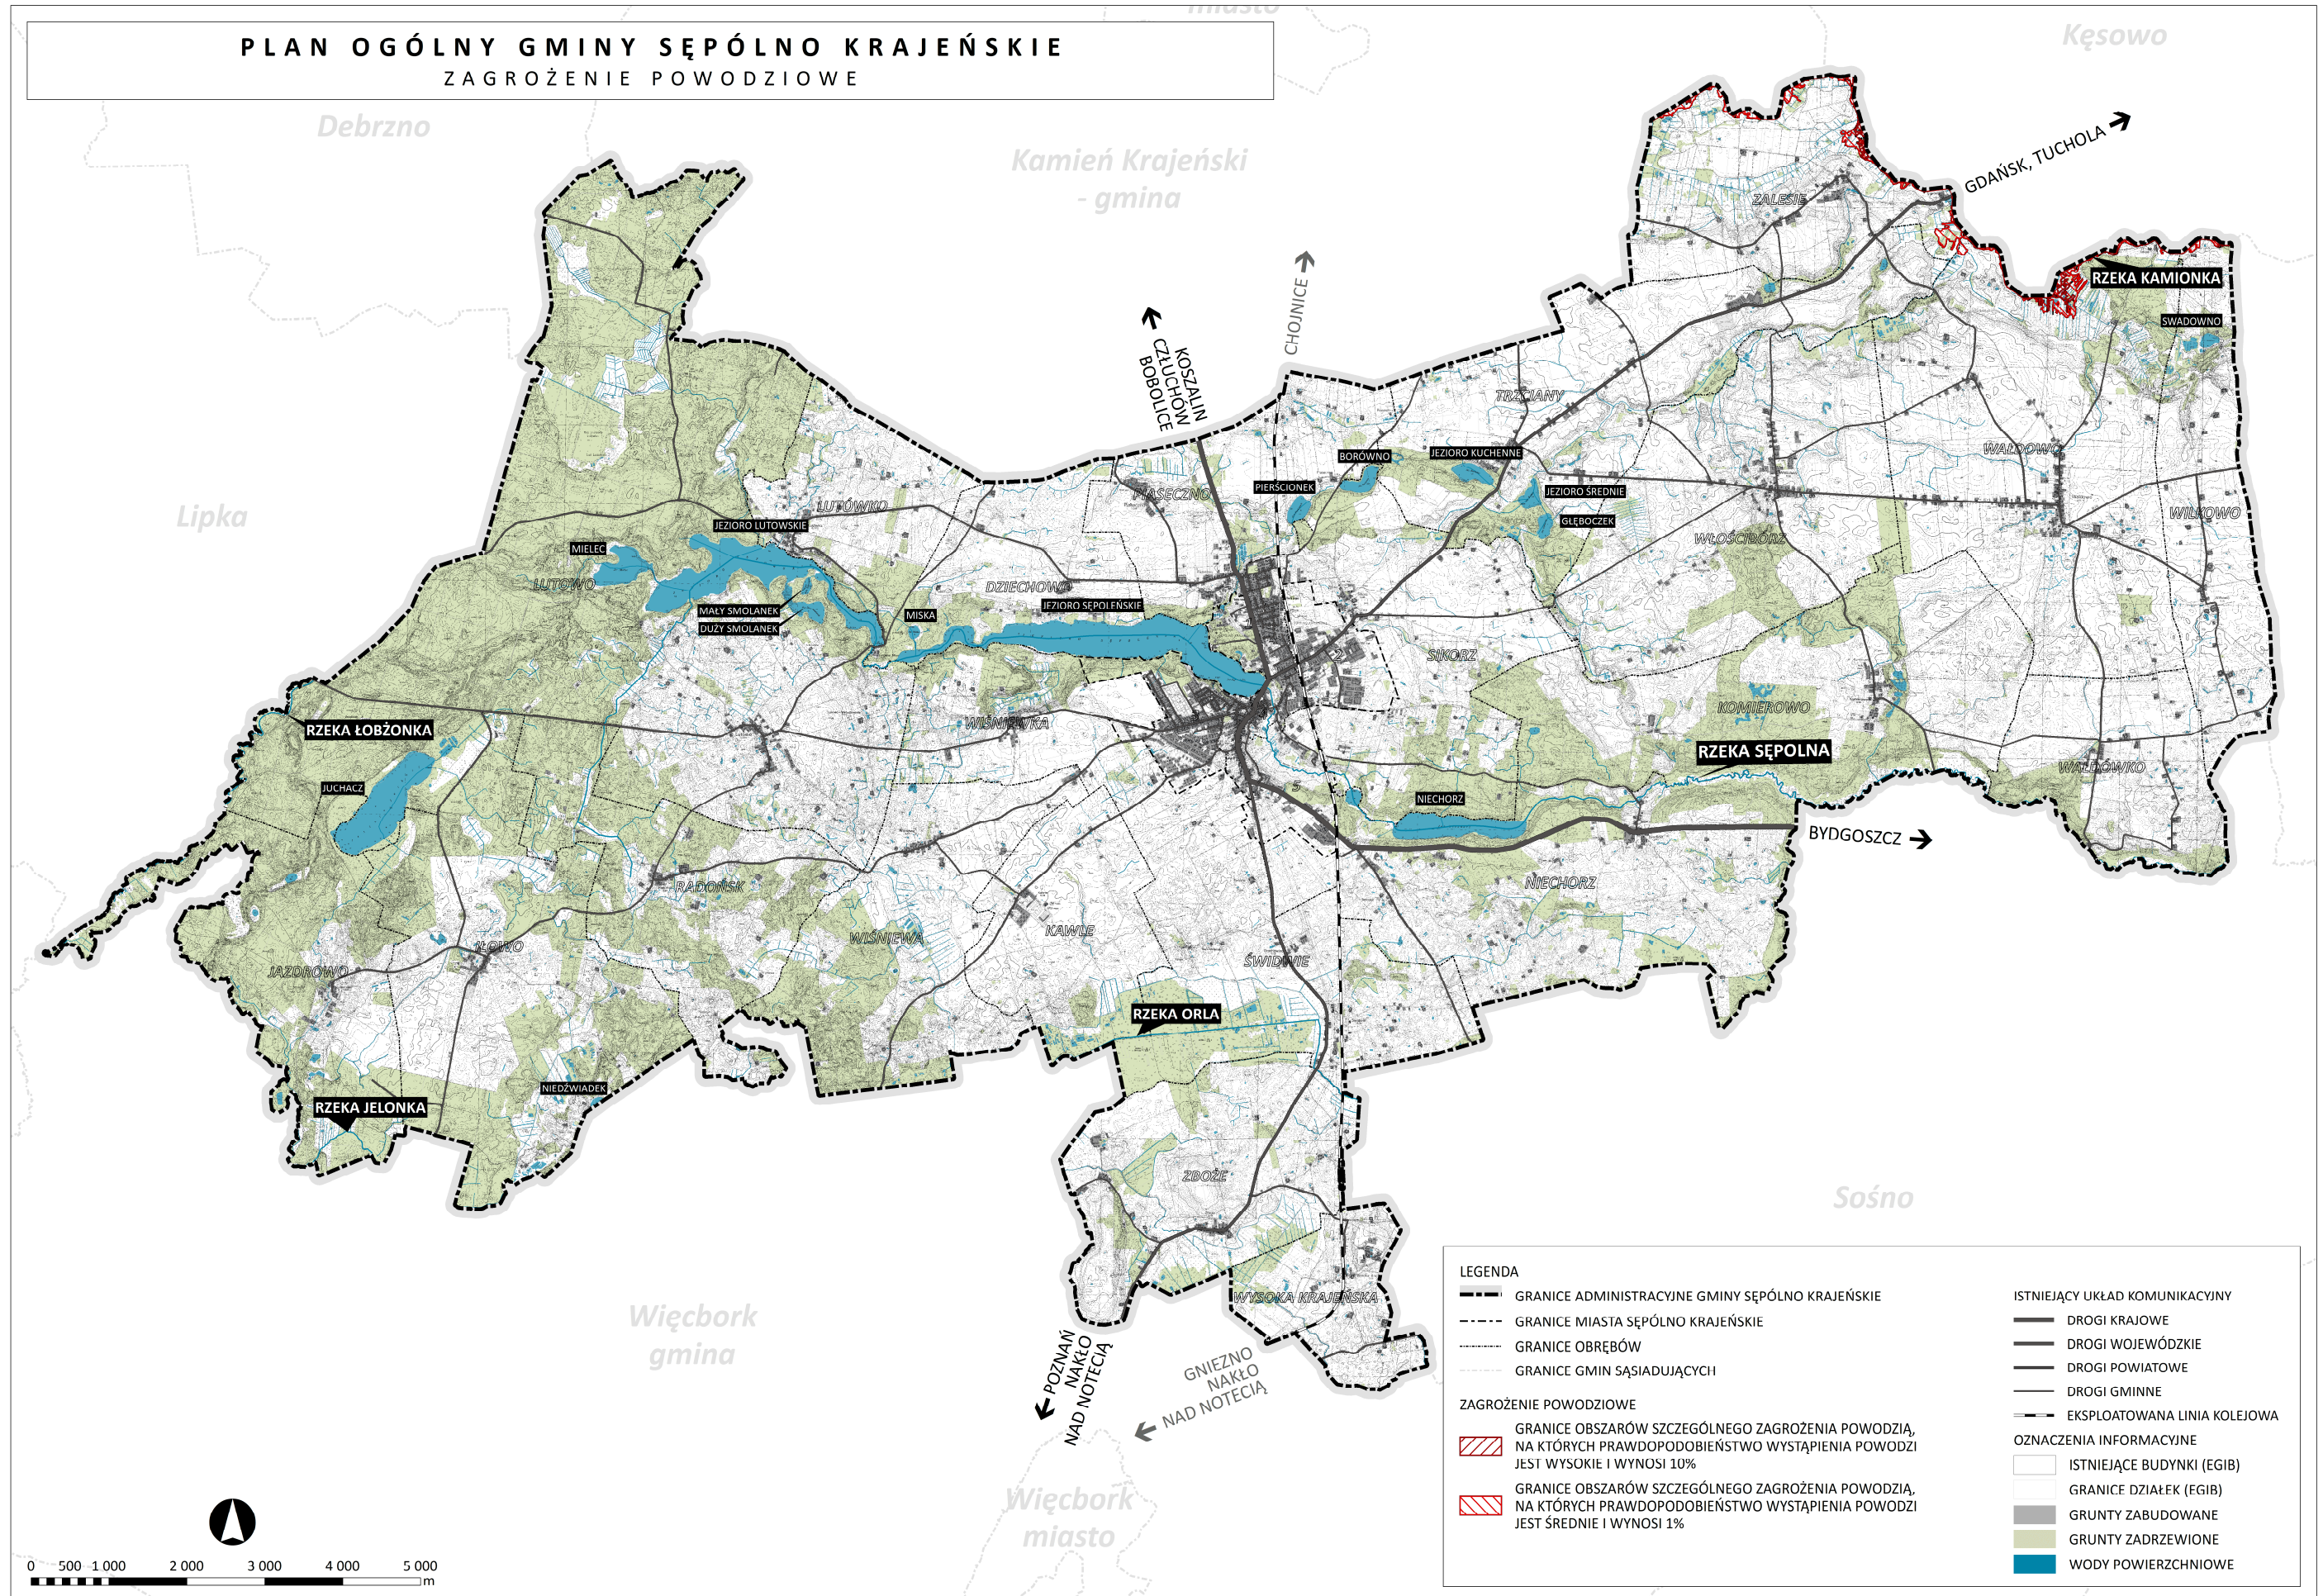 PLAN OGÓLNY GMINY SĘPÓLNO KRAJEŃSKIE
ZAGROŻENIE POWODZIOWE
miasto
Kęsowo
Debrzno
Kamień Krajeński
- gmina
GDAŃSK, TUCHOLA
ZALESIE
RZEKA KAMIONKA
SWADOWNO
CHOJNICE
KOSZALIN
CZŁUCHÓW
BOBOLICE
TRZCIANY
WAŁDOWO
BORÓWNO
JEZIORO KUCHENNE
PIERŚCIONEK
JEZIORO ŚREDNIE
GŁĘBOCZEK
PIASECZNO
LUTÓWKO
Lipka
WILKOWO
WŁOŚCIBÓRZ
JEZIORO LUTOWSKIE
MIELEC
LUTOWO
DZIECHOWO
JEZIORO SĘPOLEŃSKIE
MAŁY SMOLANEK
DUŻY SMOLANEK
MISKA
SIKORZ
2
KOMIEROWO
WIŚNIEWKA
3
RZEKA ŁOBŻONKA
RZEKA SĘPOLNA
WAŁDÓWKO
JUCHACZ
5
NIECHORZ
BYDGOSZCZ
RADOŃSK
NIECHORZ
WIŚNIEWA
KAWLE
IŁOWO
ŚWIDWIE
JAZDROWO
RZEKA ORLA
NIEDŹWIADEK
RZEKA JELONKA
ZBOŻE
Sośno
WYSOKA KRAJEŃSKA
Więcbork
gmina
POZNAŃ
NAKŁO
NAD NOTECIĄ
GNIEZNO
NAKŁO
NAD NOTECIĄ
Więcbork
miasto
LEGENDA
GRANICE ADMINISTRACYJNE GMINY SĘPÓLNO KRAJEŃSKIE
GRANICE MIASTA SĘPÓLNO KRAJEŃSKIE
GRANICE OBRĘBÓW
GRANICE GMIN SĄSIADUJĄCYCH
ZAGROŻENIE POWODZIOWE
GRANICE OBSZARÓW SZCZEGÓLNEGO ZAGROŻENIA POWODZIĄ,
NA KTÓRYCH PRAWDOPODOBIEŃSTWO WYSTĄPIENIA POWODZI
JEST WYSOKIE I WYNOSI 10%
GRANICE OBSZARÓW SZCZEGÓLNEGO ZAGROŻENIA POWODZIĄ,
NA KTÓRYCH PRAWDOPODOBIEŃSTWO WYSTĄPIENIA POWODZI
JEST ŚREDNIE I WYNOSI 1%
ISTNIEJĄCY UKŁAD KOMUNIKACYJNY
DROGI KRAJOWE
DROGI WOJEWÓDZKIE
DROGI POWIATOWE
DROGI GMINNE
EKSPLOATOWANA LINIA KOLEJOWA
OZNACZENIA INFORMACYJNE
ISTNIEJĄCE BUDYNKI (EGIB)
GRANICE DZIAŁEK (EGIB)
GRUNTY ZABUDOWANE
GRUNTY ZADRZEWIONE
WODY POWIERZCHNIOWE
0 500 1 000 2 000 3 000 4 000 5 000
m